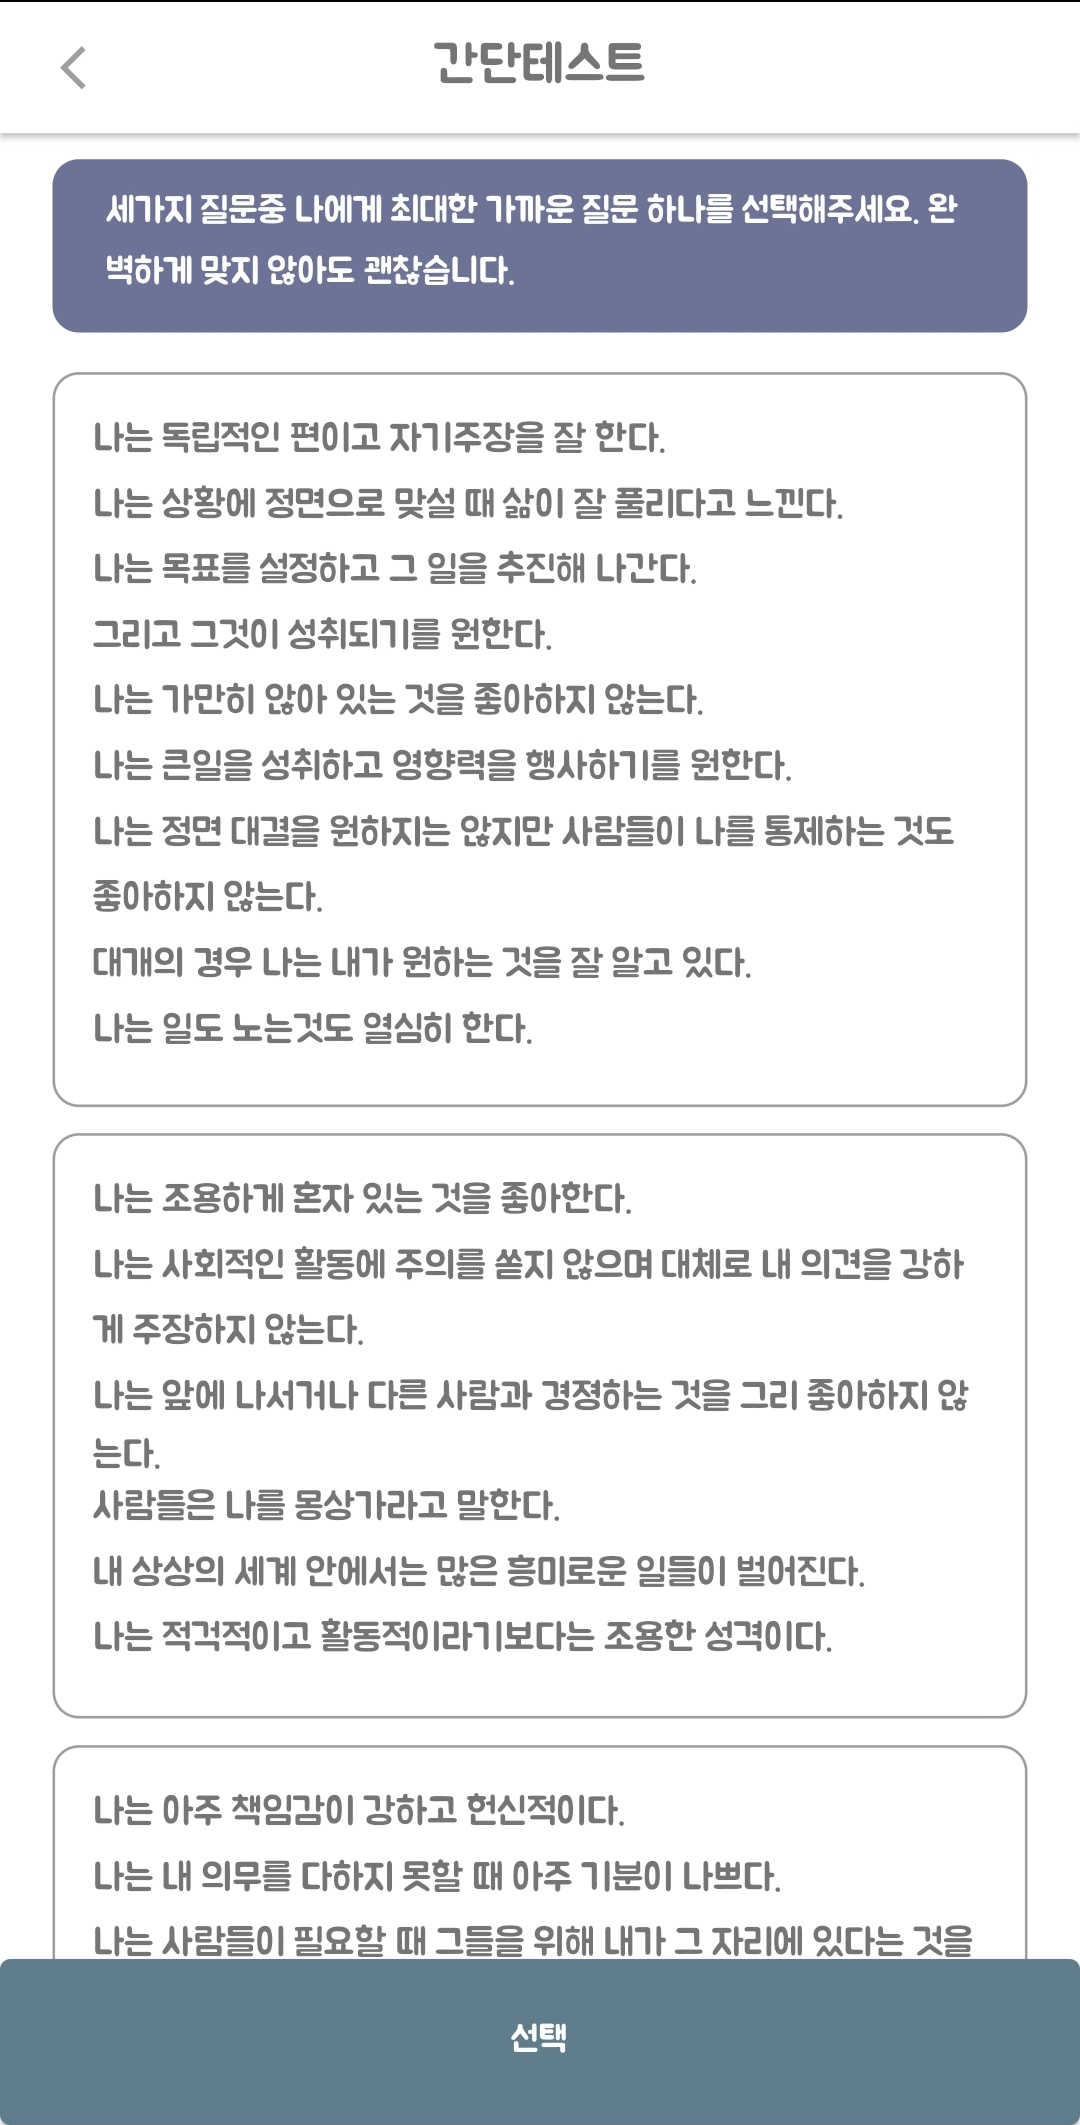 간단테스트
세가지 질문중 나에게 최대한 가까운 질문 하나를 선택해주세요. 완
벽하게 맞지 않아도 괜찮습니다.
나는 독립적인 편이고 자기주장을 잘 한다.
나는 상황에 정면으로 맞설 때 삶이 잘 풀리다고 느낀다.
나는 목표를 설정하고 그 일을 추진해 나간다.
그리고 그것이 성취되기를 원한다.
나는 가만히 않아 있는 것을 좋아하지 않는다.
나는 큰일을 성취하고 영향력을 행사하기를 원한다.
나는 정면 대결을 원하지는 않지만 사람들이 나를 통제하는 것도
좋아하지 않는다.
대개의 경우 나는 내가 원하는 것을 잘 알고 있다.
나는 일도 노는것도 열심히 한다.
나는 조용하게 혼자 있는 것을 좋아한다.
나는 사회적인 활동에 주의를 쏟지 않으며 대체로 내 의견을 강하
게 주장하지 않는다.
나는 앞에 나서거나 다른 사람과 경졍하는 것을 그리 좋아하지 않
는다.
사람들은 나를 몽상가라고 말한다.
내 상상의 세계 안에서는 많은 흥미로운 일들이 벌어진다.
나는 적걱적이고 활동적이라기보다는 조용한 성격이다.
나는 아주 책임감이 강하고 헌신적이다.
나는 내 의무를 다하지 못할 때 아주 기분이 나쁘다.
나는 사람들이 필요할 때 그들을 위해 내가 그 자리에 있다는 것을
선택